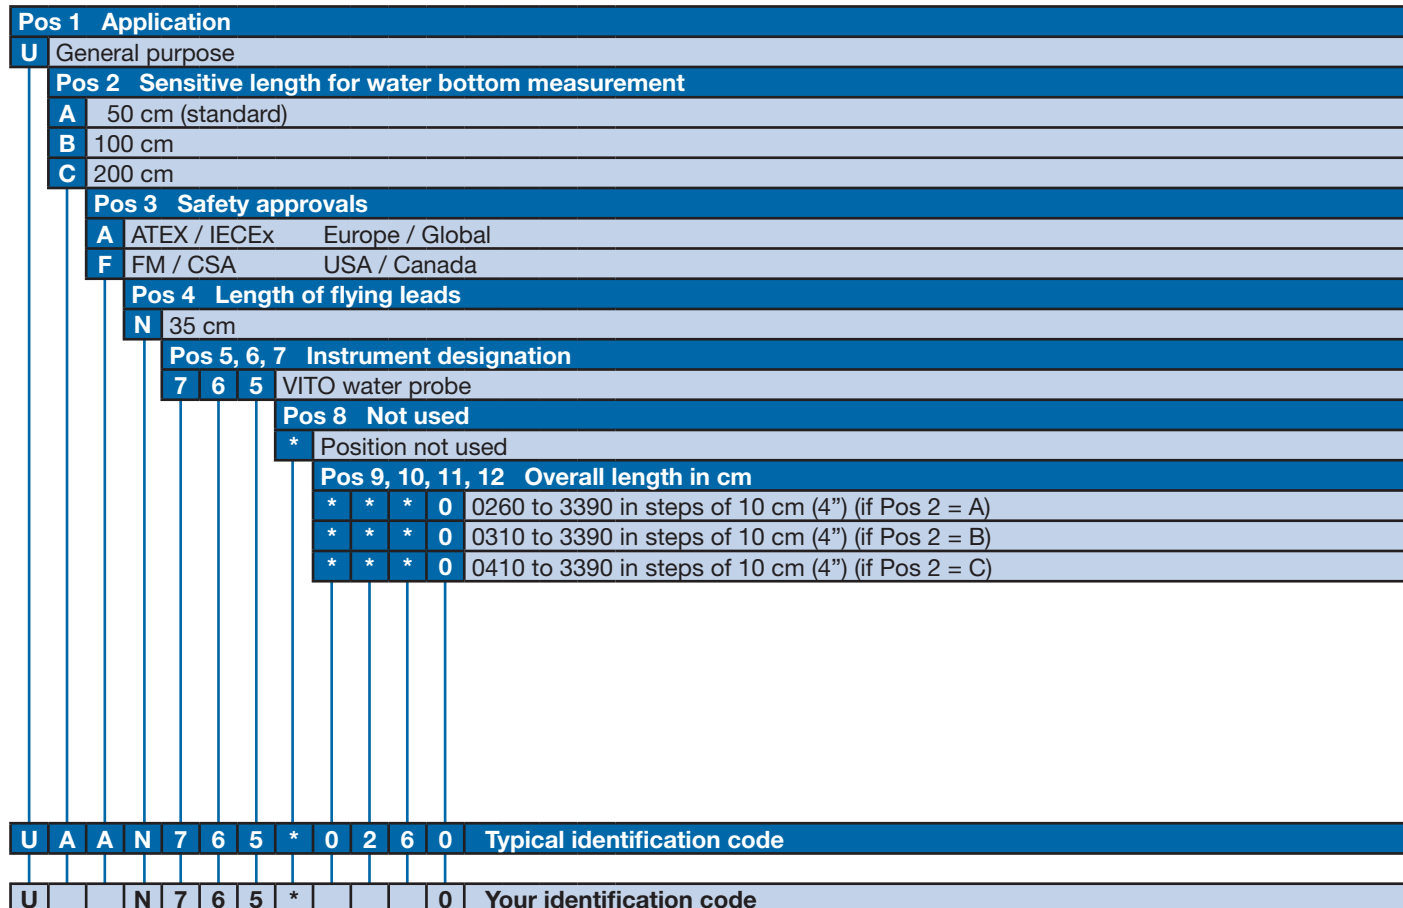 Pos 1 Application
U General purpose
Pos 2 Sensitive length for water bottom measurement
A 50 cm (standard)
B 100 cm
C 200 cm
Pos 3 Safety approvals
A ATEX / IECEx Europe / Global
F FM / CSA USA / Canada
Pos 4 Length of flying leads
N 35 cm
Pos 5, 6, 7 Instrument designation
7 6 5 VITO water probe
Pos 8 Not used
* Position not used
Pos 9, 10, 11, 12 Overall length in cm
* * * 0 0260 to 3390 in steps of 10 cm (4”) (if Pos 2 = A)
* * * 0 0310 to 3390 in steps of 10 cm (4”) (if Pos 2 = B)
* * * 0 0410 to 3390 in steps of 10 cm (4”) (if Pos 2 = C)
U A A N 7 6 5 * 0 2 6 0 Typical identification code
U N 7 6 5 * 0 Your identification code